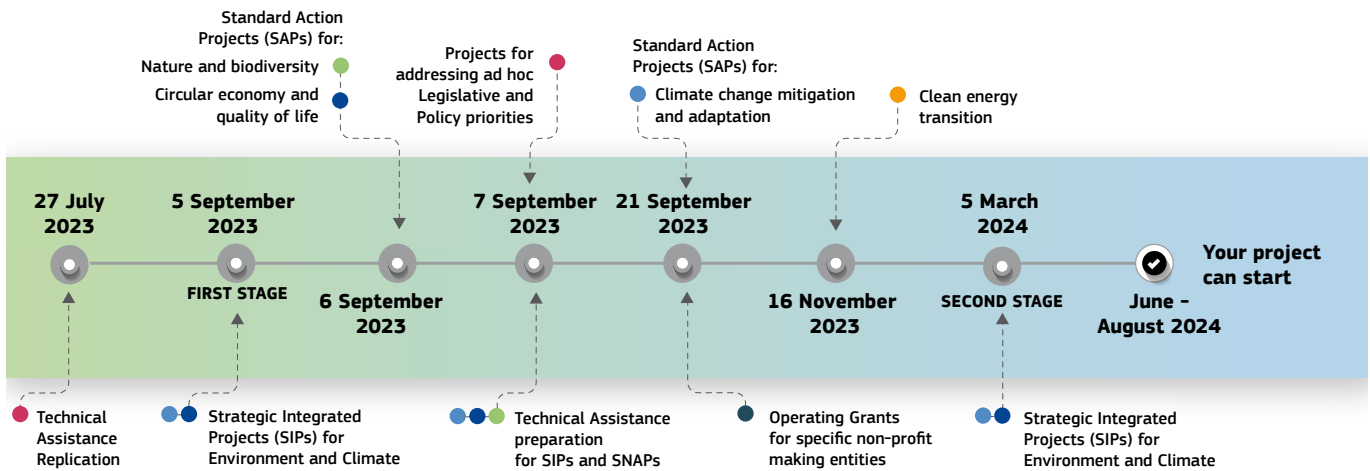 Standard Action
Projects (SAPs) for:
Nature and biodiversity
Circular economy and
quality of life
Projects for
addressing ad hoc
Legislative and
Policy priorities
Standard Action
Projects (SAPs) for:
Climate change mitigation
and adaptation
Clean energy
transition
27 July
2023
5 September
2023
FIRST STAGE
6 September
2023
7 September
2023
21 September
2023
16 November
2023
5 March
2024
SECOND STAGE
June -
August 2024
Your project
can start
Technical
Assistance
Replication
Strategic Integrated
Projects (SIPs) for
Environment and Climate
Technical Assistance
preparation
for SIPs and SNAPs
Operating Grants
for specific non-profit
making entities
Strategic Integrated
Projects (SIPs) for
Environment and Climate